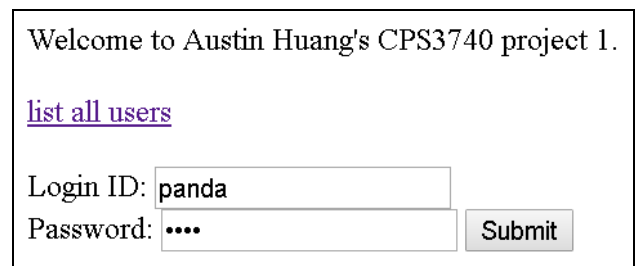 Welcome to Austin Huang's CPS3740 project 1.
list all users
Login ID: panda
Password: •••• Submit